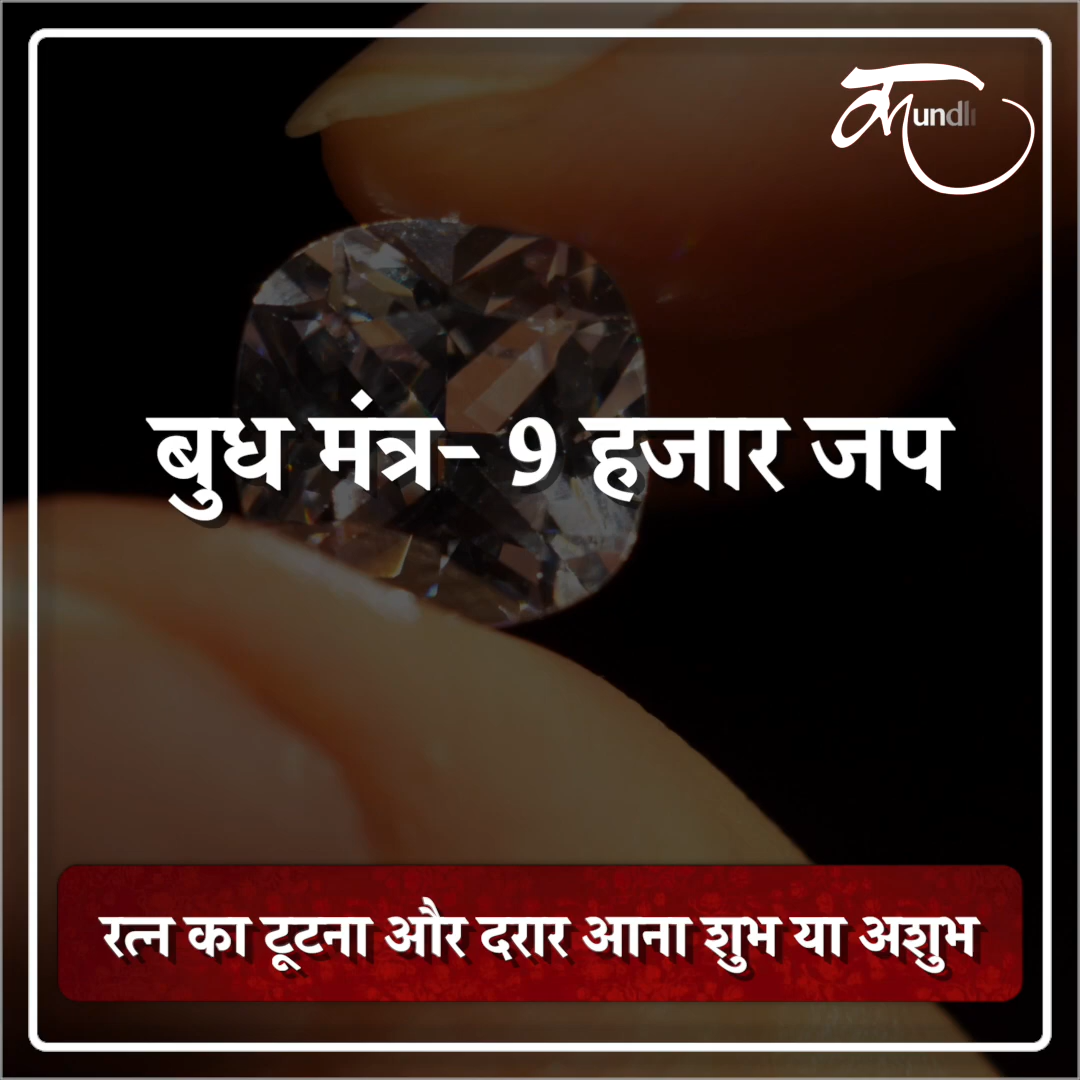 undli
बुध मंत्र- 9 हजार जप
रत्न का टूटना और दरार आना शुभ या अशुभ